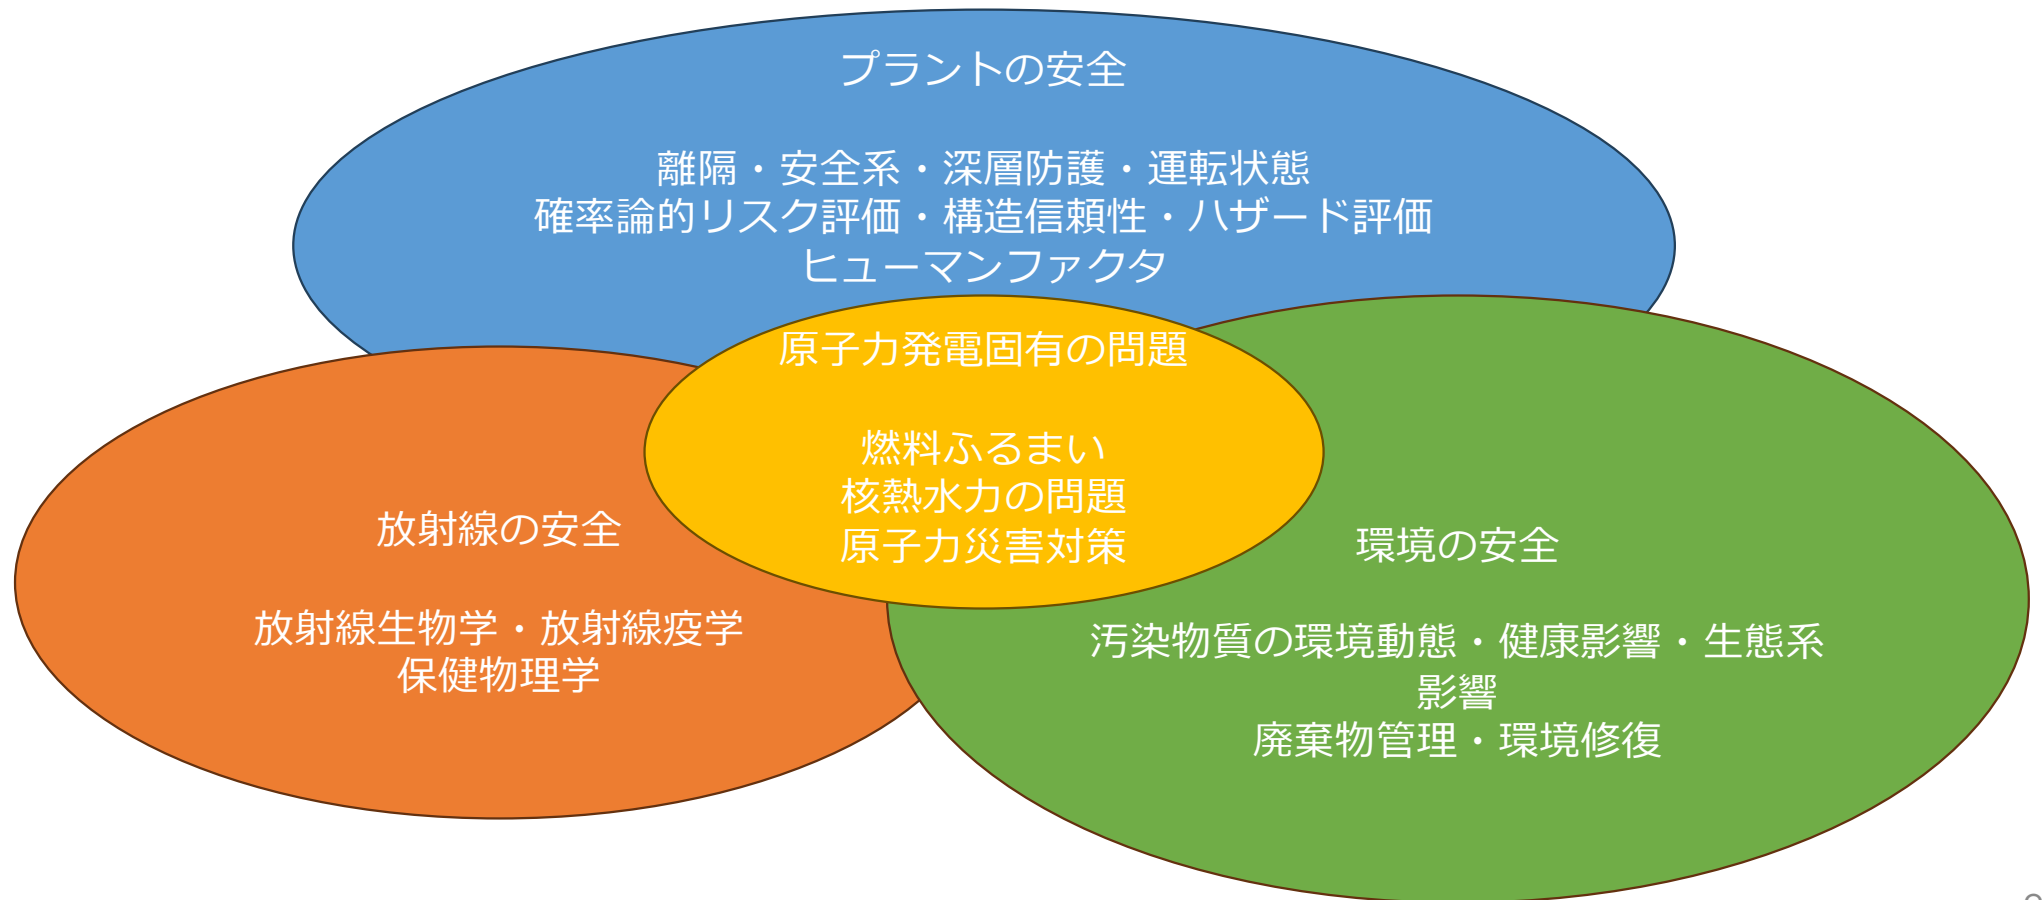 プラントの安全
離隔・安全系・深層防護・運転状態
確率論的リスク評価・構造信頼性・ハザード評価
ヒューマンファクタ
原子力発電固有の問題
燃料ふるまい
核熱水力の問題
原子力災害対策
放射線の安全
放射線生物学・放射線疫学
保健物理学
環境の安全
汚染物質の環境動態・健康影響・生態系
影響
廃棄物管理・環境修復